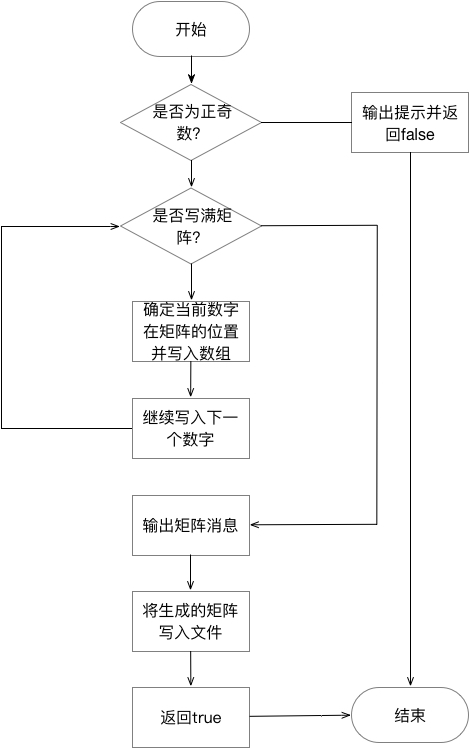 开始
是否为正奇
数?
输出提示并返
回false
是否写满矩
阵?
确定当前数字
在矩阵的位置
并写入数组
继续写入下一
个数字
输出矩阵消息
将生成的矩阵
写入文件
返回true
结束